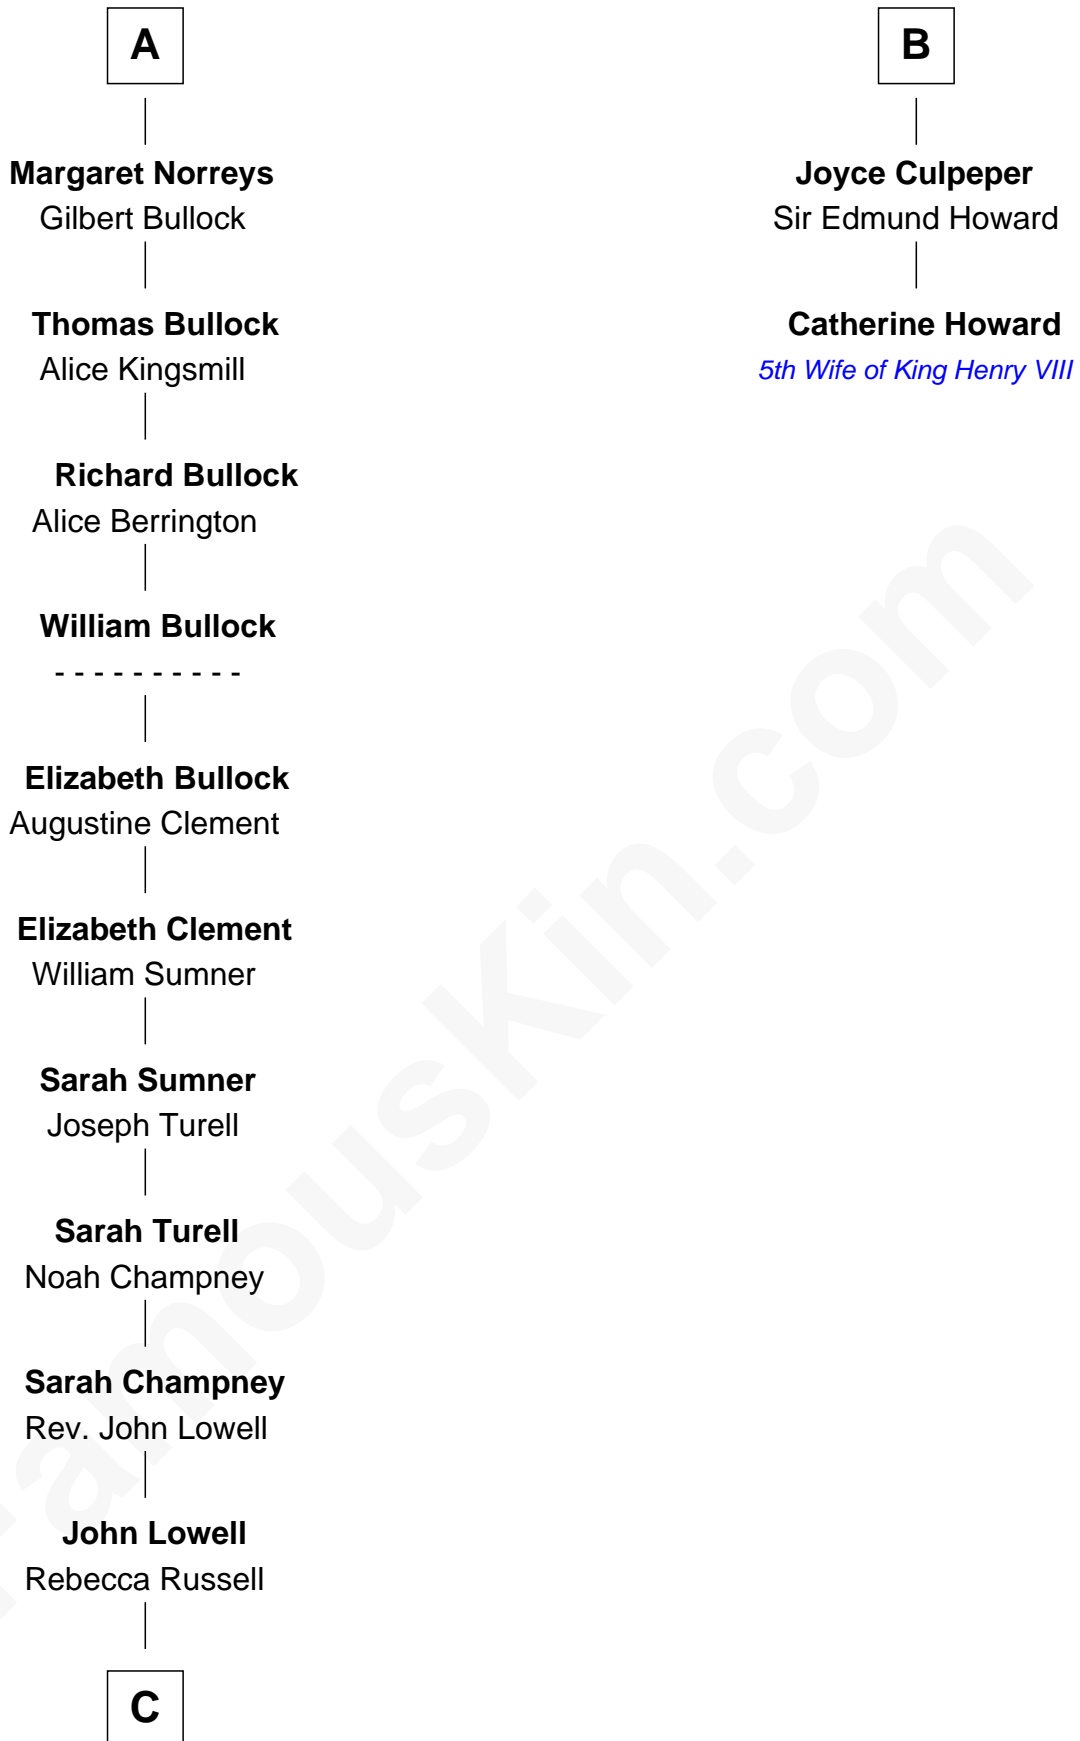 A
Margaret Norreys
Gilbert Bullock
Thomas Bullock
Alice Kingsmill
Richard Bullock
Alice Berrington
William Bullock
- - - - - - - - - -
Elizabeth Bullock
Augustine Clement
Elizabeth Clement
William Sumner
Sarah Sumner
Joseph Turell
Sarah Turell
Noah Champney
Sarah Champney
Rev. John Lowell
John Lowell
Rebecca Russell
C
B
Joyce Culpeper
Sir Edmund Howard
Catherine Howard
5th Wife of King Henry VIII
FamousKin.com